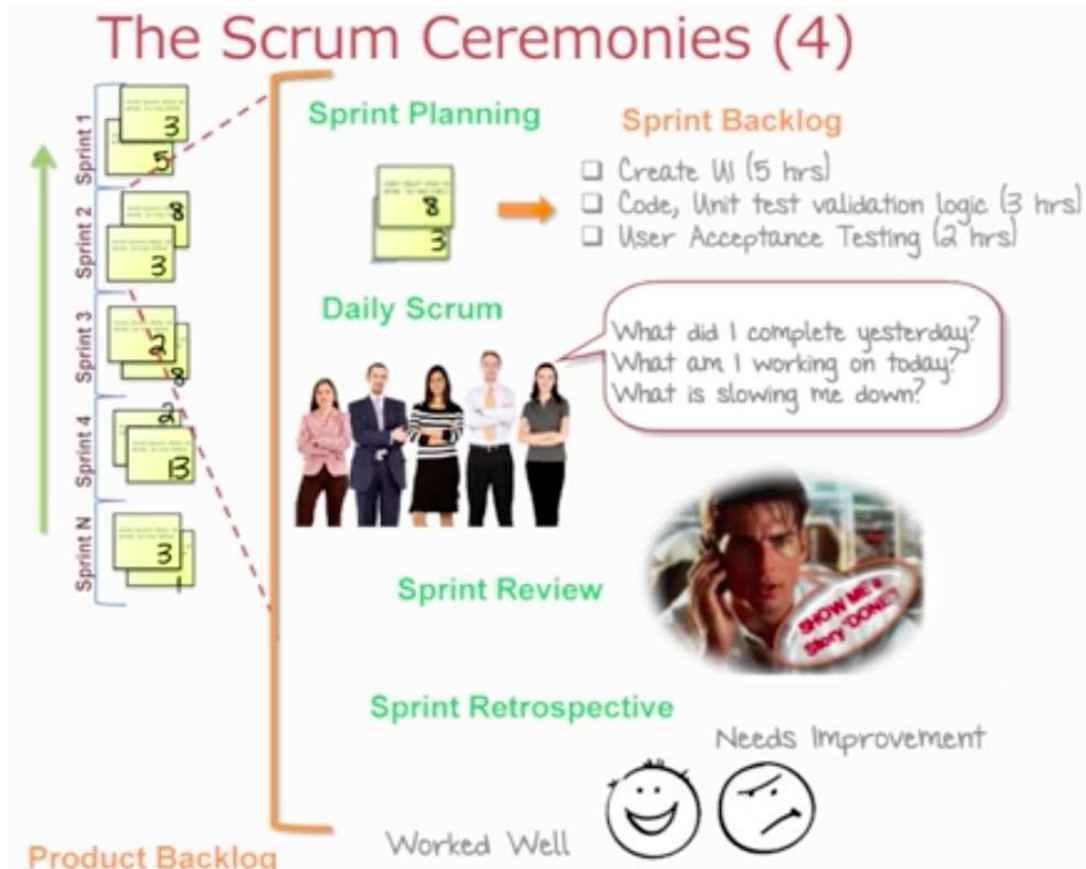 The Scrum Ceremonies (4)
Sprint 1
3
5
Sprint 2
8
3
Sprint 3
2
8
Sprint 4
2
13
Sprint N
3
1
Product Backlog
Sprint Planning
8
3
Sprint Backlog
Create UI (5 hrs)
Code, Unit test validation logic (3 hrs)
User Acceptance Testing (2 hrs)
Daily Scrum
What did I complete yesterday?
What am I working on today?
What is slowing me down?
Sprint Review
SHOW ME a
Story "DONE"!
Sprint Retrospective
Needs Improvement
Worked Well